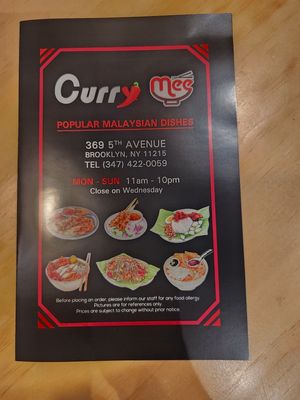 Curry Mee
POPULAR MALAYSIAN DISHES
369 5TH AVENUE
BROOKLYN, NY 11215
TEL (347) 422-0059
MON - SUN 11am - 10pm
Close on Wednesday
Before placing an order, please inform our staff for any food allergy.
Pictures are for references only.
Prices are subject to change without prior notice.